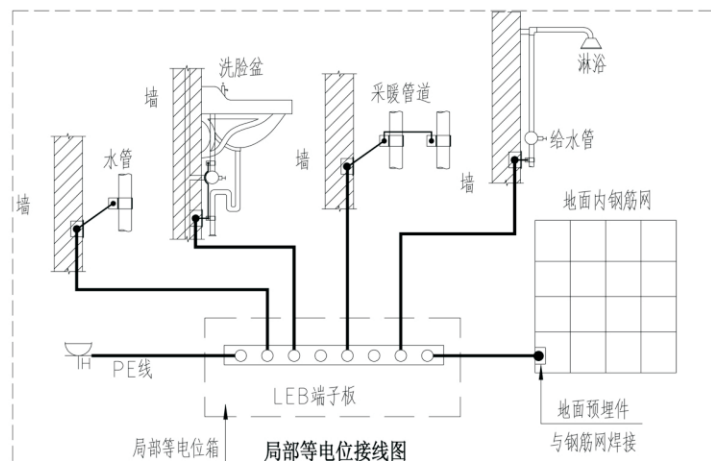 洗脸盆
淋浴
墙
采暖管道
水管
墙
给水管
墙
墙
地面内钢筋网
PE线
LEB端子板
地面预埋件
与钢筋网焊接
局部等电位箱
局部等电位接线图